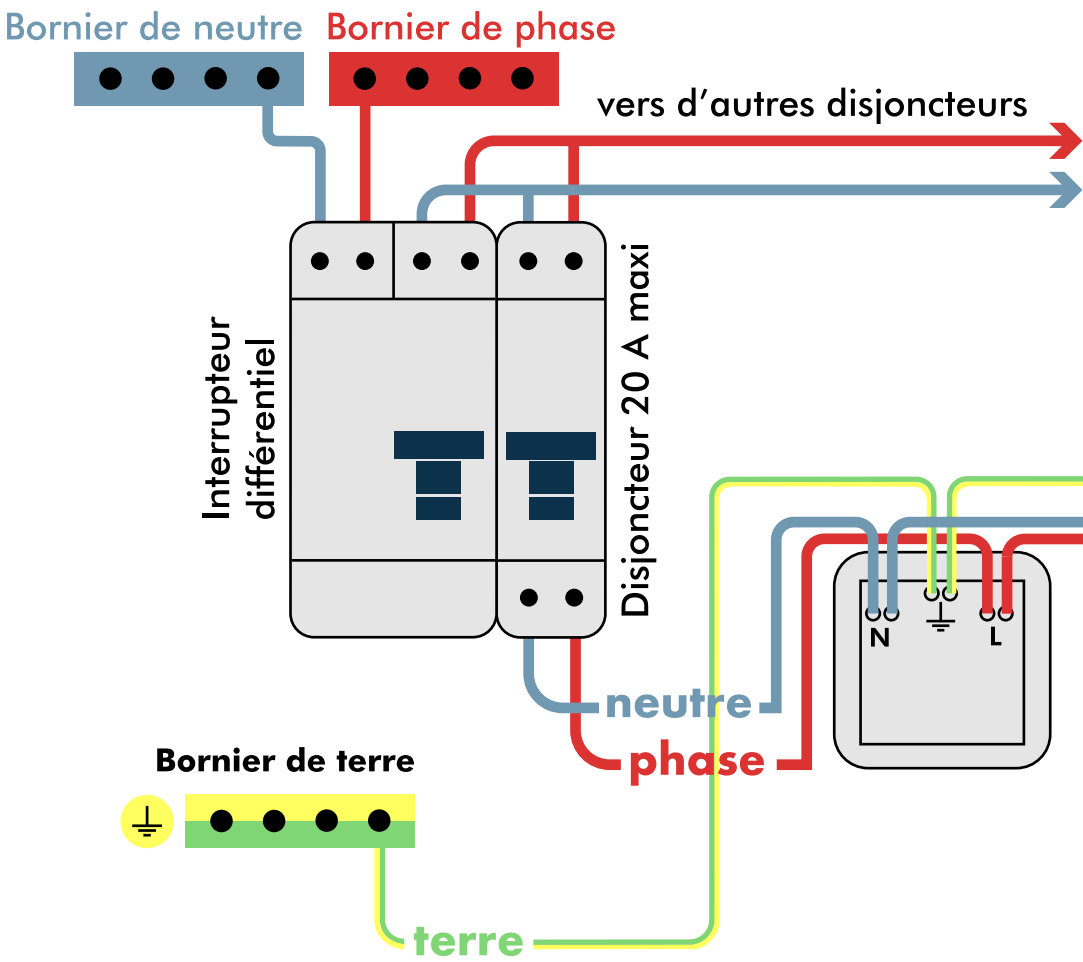 Bornier de neutre
Bornier de phase
vers d’autres disjoncteurs
Interrupteur
différentiel
Disjoncteur 20 A maxi
N
L
neutre
phase
Bornier de terre
terre